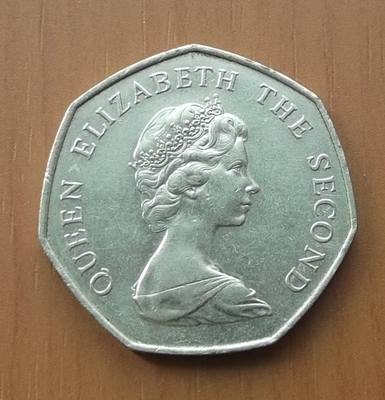 QUEEN ELIZABETH THE SECOND